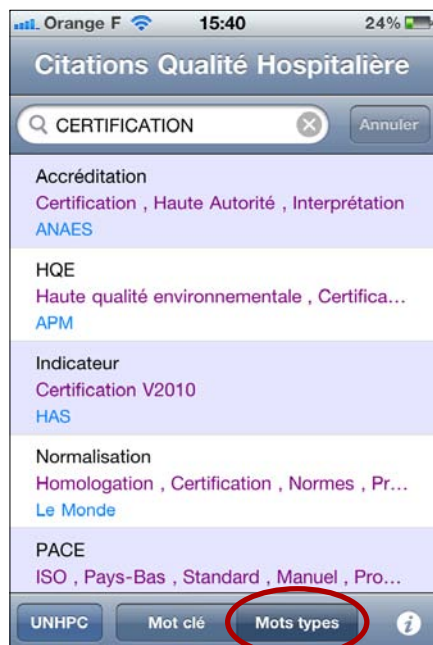 Orange F 15:40 24%
Citations Qualité Hospitalière
CERTIFICATION Annuler
Accréditation
Certification , Haute Autorité , Interprétation
ANAES
HQE
Haute qualité environnementale , Certifica...
APM
Indicateur
Certification V2010
HAS
Normalisation
Homologation , Certification , Normes , Pr...
Le Monde
PACE
ISO , Pays-Bas , Standard , Manuel , Pro...
UNHPC Mot clé Mots types i